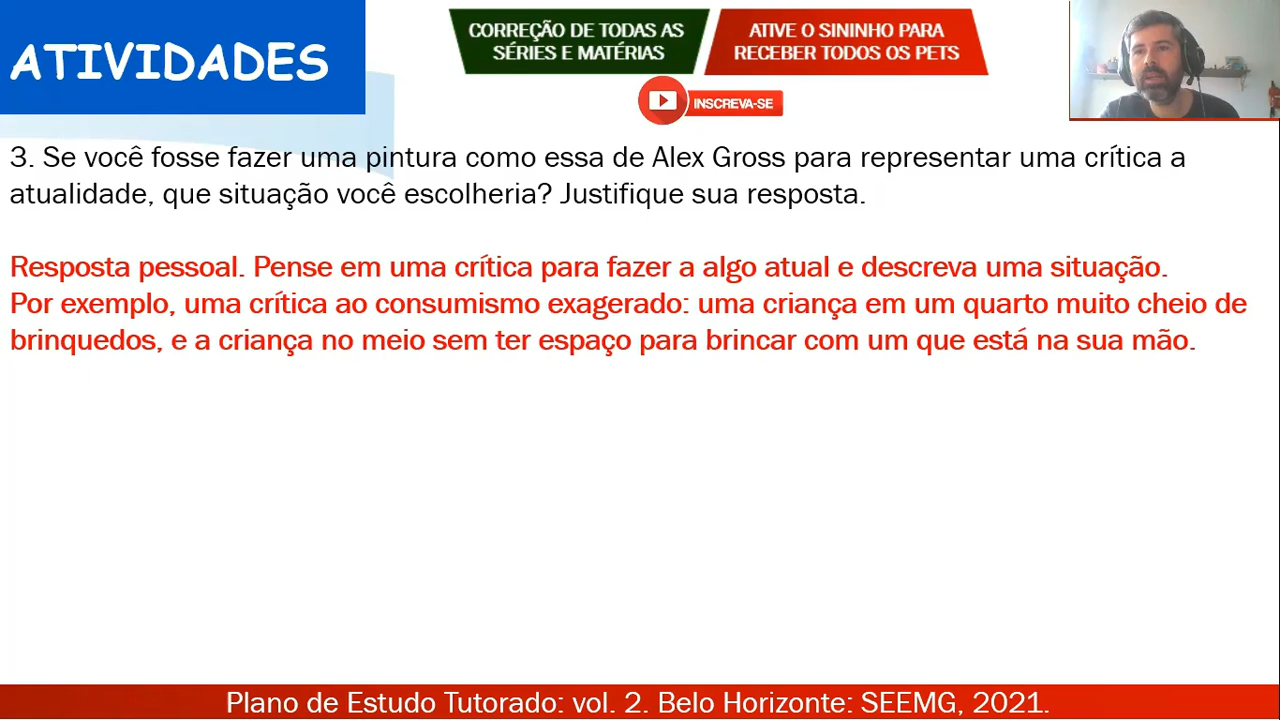 ATIVIDADES
CORREÇÃO DE TODAS AS
SÉRIES E MATÉRIAS
ATIVE O SININHO PARA
RECEBER TODOS OS PETS
INSCREVA-SE
3. Se você fosse fazer uma pintura como essa de Alex Gross para representar uma crítica a
atualidade, que situação você escolheria? Justifique sua resposta.
Resposta pessoal. Pense em uma crítica para fazer a algo atual e descreva uma situação.
Por exemplo, uma crítica ao consumismo exagerado: uma criança em um quarto muito cheio de
brinquedos, e a criança no meio sem ter espaço para brincar com um que está na sua mão.
Plano de Estudo Tutorado: vol. 2. Belo Horizonte: SEEMG, 2021.